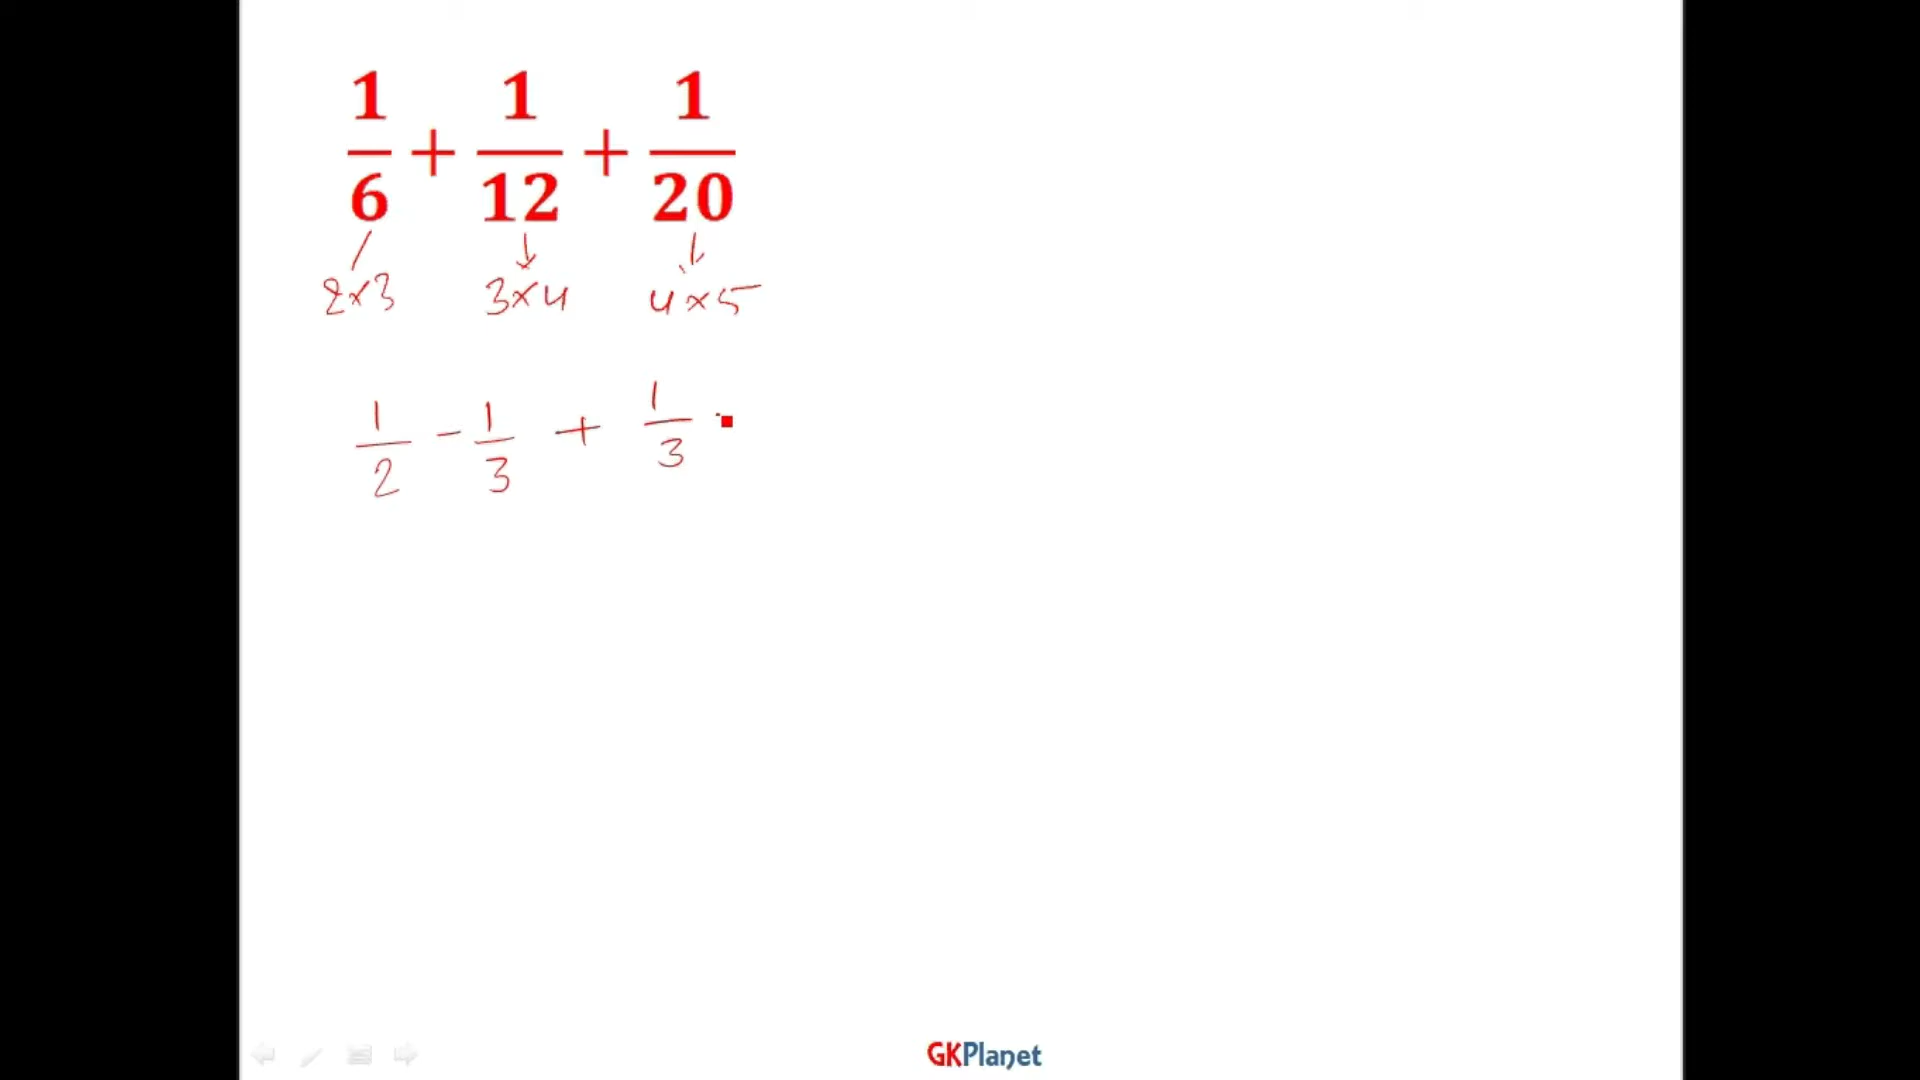 1/6 + 1/12 + 1/20
2×3 3×4 4×5
1/2 - 1/3 + 1/3
GKPlanet